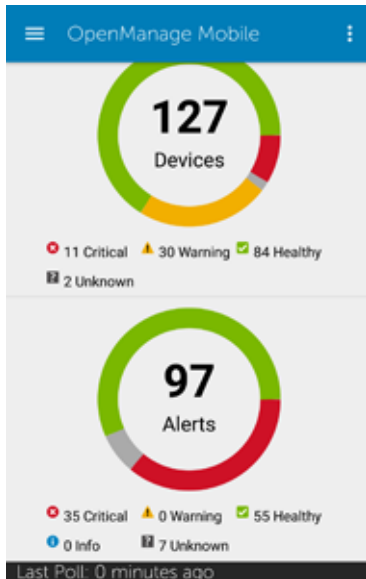 OpenManage Mobile
127
Devices
11 Critical 30 Warning 84 Healthy
2 Unknown
97
Alerts
35 Critical 0 Warning 55 Healthy
0 Info 7 Unknown
Last Poll: 0 minutes ago